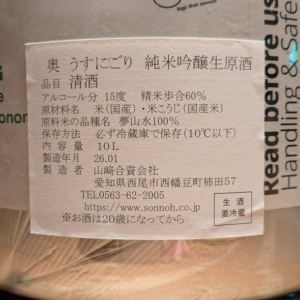 奥 うすにごり 純米吟醸生原酒
品目 清酒
アルコール分 15度 精米歩合60%
原材料名 米(国産)・米こうじ(国産米)
原料米の品種名 夢山水100%
保存方法 必ず冷蔵庫で保存(10℃以下)
内容量 10L
製造年月 26.01
製造者 山﨑合資会社
愛知県西尾市西幡豆町柿田57
TEL0563-62-2005
https://www.sonnoh.co.jp
※お酒は20歳になってから
生 酒
要冷蔵
Read before us
Handling &